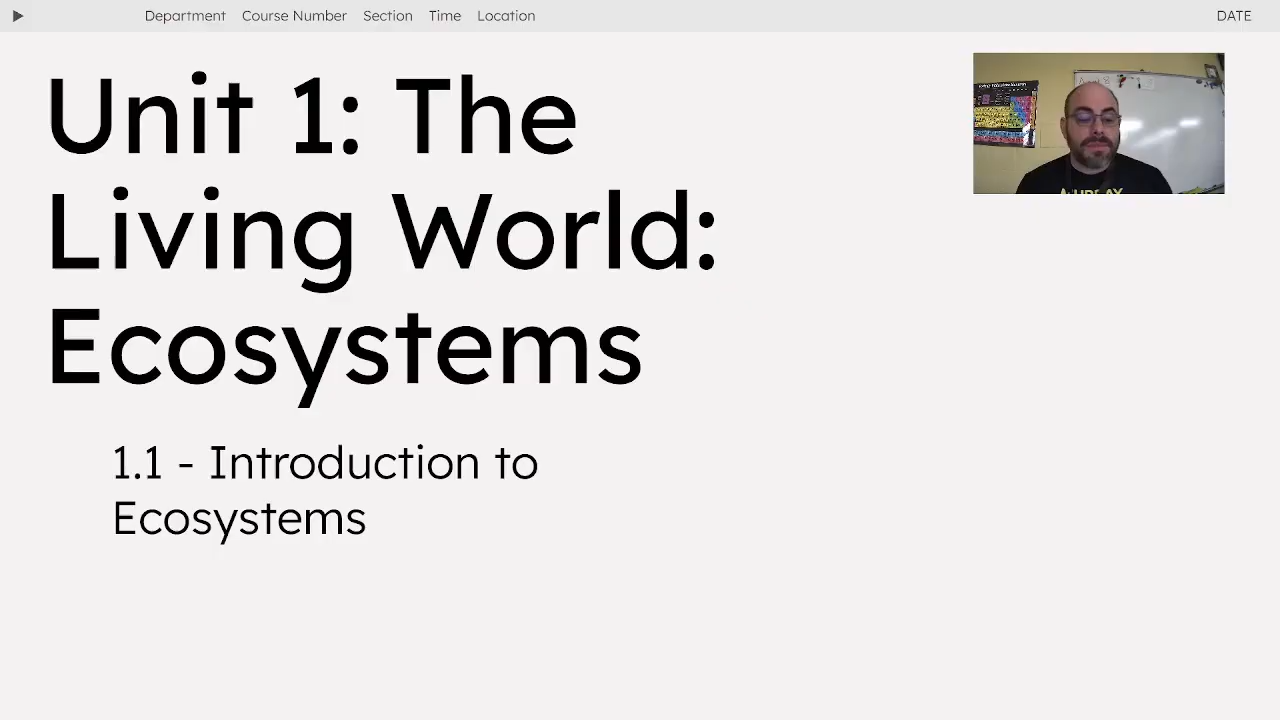 Department Course Number Section Time Location DATE
Unit 1: The
Living World:
Ecosystems
1.1 - Introduction to
Ecosystems